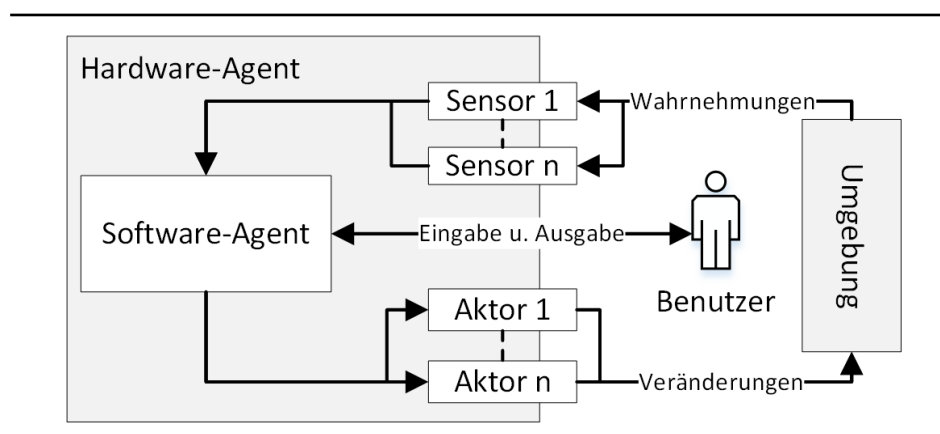 Hardware-Agent
Sensor 1
Wahrnehmungen
Sensor n
Umgebung
Software-Agent
Eingabe u. Ausgabe
Benutzer
Aktor 1
Aktor n
Veränderungen